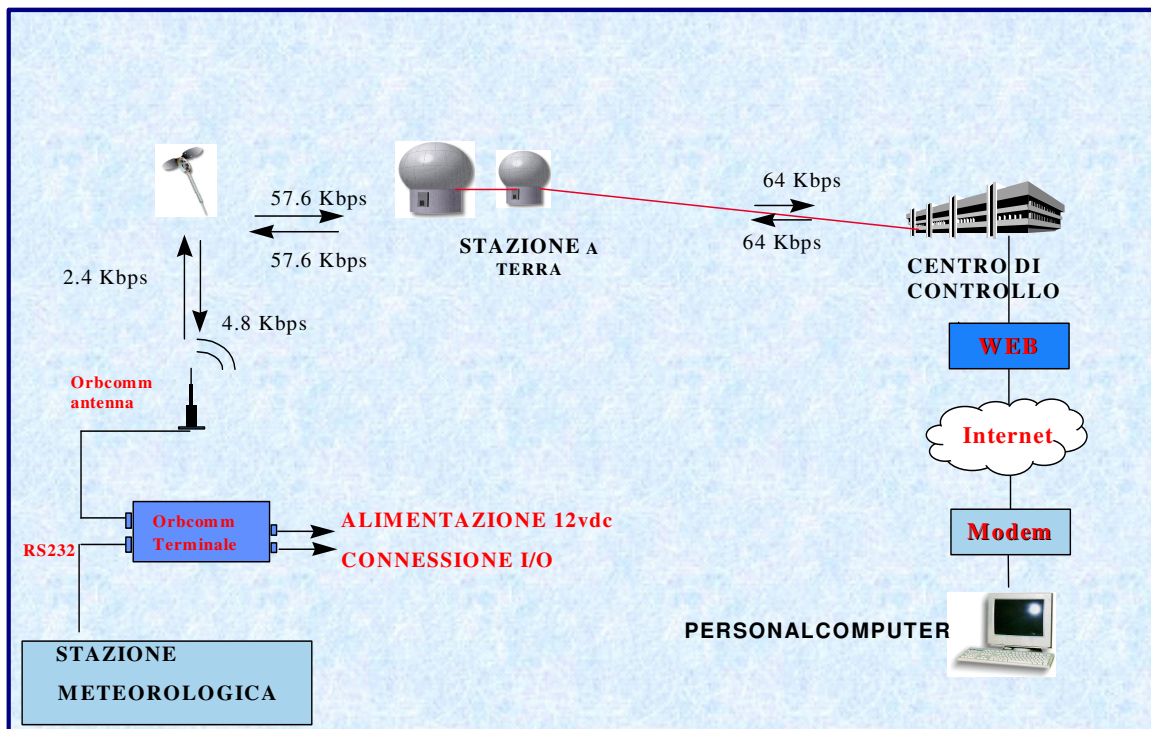 57.6 Kbps
57.6 Kbps
64 Kbps
64 Kbps
STAZIONE A
TERRA
CENTRO DI
CONTROLLO
2.4 Kbps
4.8 Kbps
WEB
Orbcomm
antenna
Internet
Orbcomm
Terminale
ALIMENTAZIONE 12vdc
RS232
CONNESSIONE I/O
Modem
PERSONALCOMPUTER
STAZIONE
METEOROLOGICA